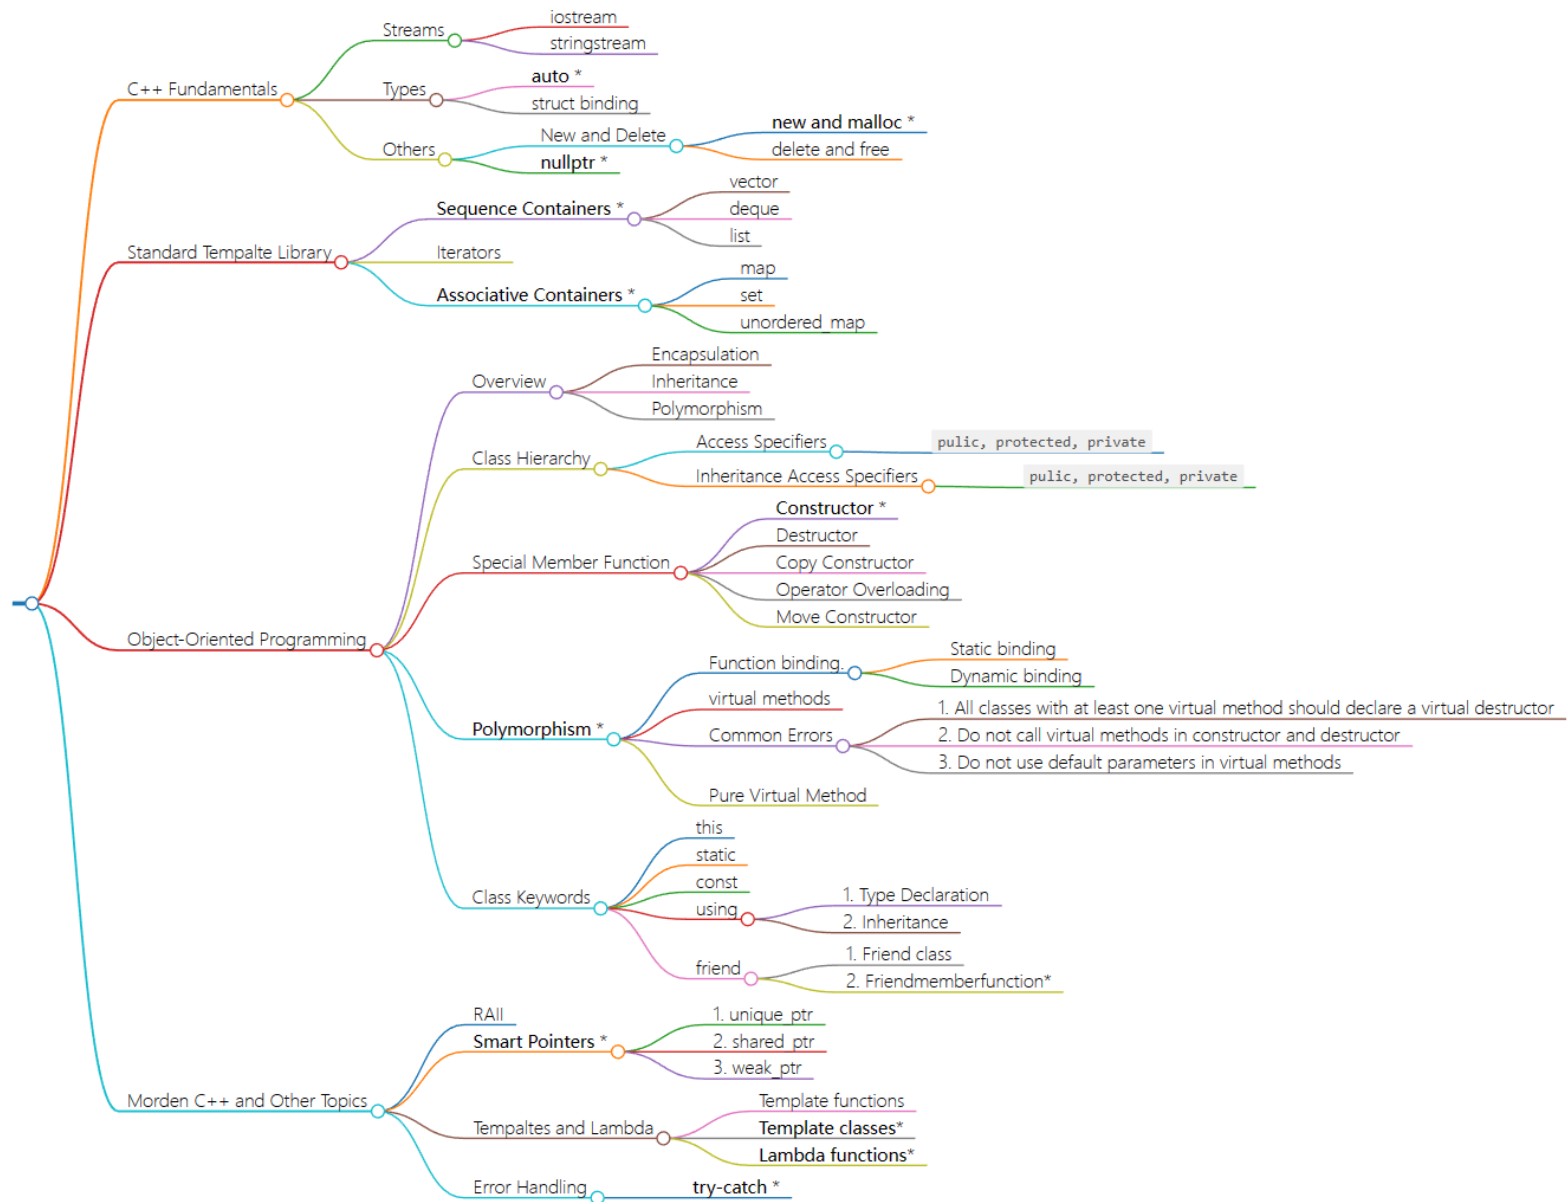 C++ Fundamentals
Streams
iostream
stringstream
Types
auto *
struct binding
Others
New and Delete
new and malloc *
delete and free
nullptr *
Standard Tempalte Library
Sequence Containers *
vector
deque
list
Iterators
Associative Containers *
map
set
unordered_map
Object-Oriented Programming
Overview
Encapsulation
Inheritance
Polymorphism
Class Hierarchy
Access Specifiers
pulic, protected, private
Inheritance Access Specifiers
pulic, protected, private
Special Member Function
Constructor *
Destructor
Copy Constructor
Operator Overloading
Move Constructor
Polymorphism *
Function binding.
Static binding
Dynamic binding
virtual methods
Common Errors
1. All classes with at least one virtual method should declare a virtual destructor
2. Do not call virtual methods in constructor and destructor
3. Do not use default parameters in virtual methods
Pure Virtual Method
Class Keywords
this
static
const
using
1. Type Declaration
2. Inheritance
friend
1. Friend class
2. Friendmemberfunction*
Morden C++ and Other Topics
RAII
Smart Pointers *
1. unique_ptr
2. shared_ptr
3. weak_ptr
Tempaltes and Lambda
Template functions
Template classes*
Lambda functions*
Error Handling
try-catch *